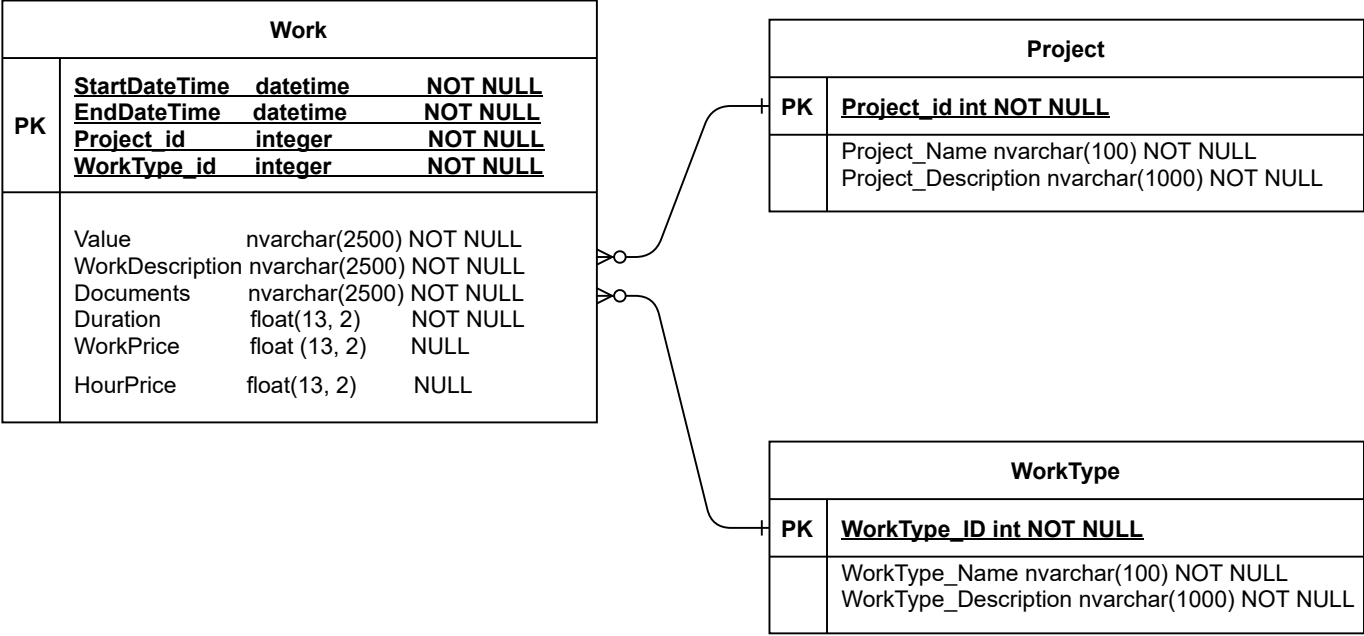 Work
PK
StartDateTime datetime NOT NULL
EndDateTime datetime NOT NULL
Project_id integer NOT NULL
WorkType_id integer NOT NULL
Value nvarchar(2500) NOT NULL
WorkDescription nvarchar(2500) NOT NULL
Documents nvarchar(2500) NOT NULL
Duration float(13, 2) NOT NULL
WorkPrice float (13, 2) NULL
HourPrice float(13, 2) NULL
Project
PK Project_id int NOT NULL
Project_Name nvarchar(100) NOT NULL
Project_Description nvarchar(1000) NOT NULL
WorkType
PK WorkType_ID int NOT NULL
WorkType_Name nvarchar(100) NOT NULL
WorkType_Description nvarchar(1000) NOT NULL